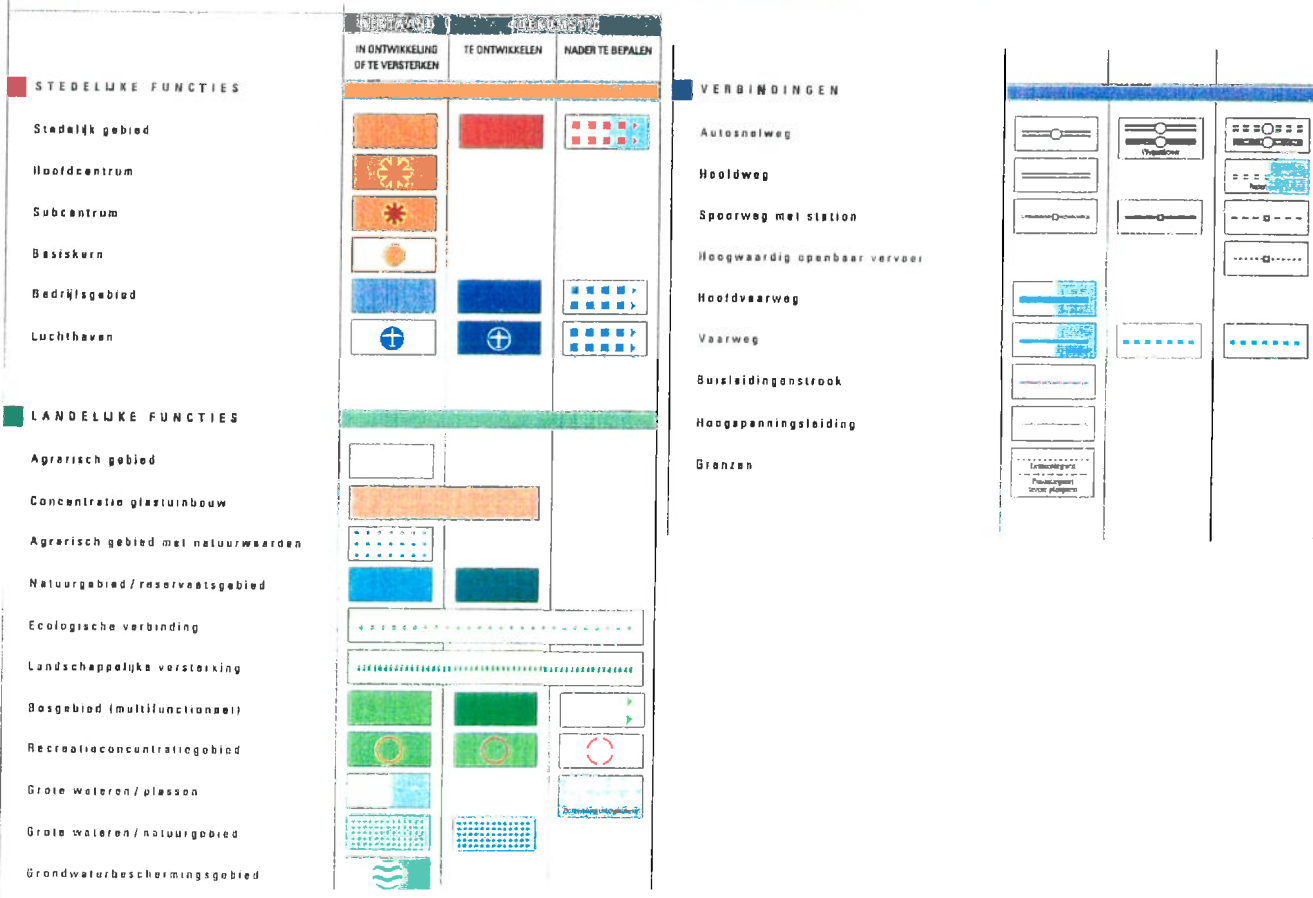 IN ONTWIKKELING OF TE VERSTERKEN
TE ONTWIKKELEN
NADER TE BEPALEN
STEDELIJKE FUNCTIES
Stedelijk gebied
Hoofdcentrum
Subcentrum
Basiskern
Bedrijfsgebied
Luchthaven
LANDELIJKE FUNCTIES
Agrarisch gebied
Concentratie glastuinbouw
Agrarisch gebied met natuurwaarden
Natuurgebied/reservaatsgebied
Ecologische verbinding
Landschappelijke versterking
Bosgebied (multifunctioneel)
Recreatieconcentratiegebied
Grote wateren/plassen
Grote wateren/natuurgebied
Grondwaterbeschermingsgebied
VERBINDINGEN
Autosnelweg
Hoofdweg
Spoorweg met station
Hoogwaardig openbaar vervoer
Hoofdvaarweg
Vaarweg
Buisleidingenstrook
Hoogspanningsleiding
Grenzen